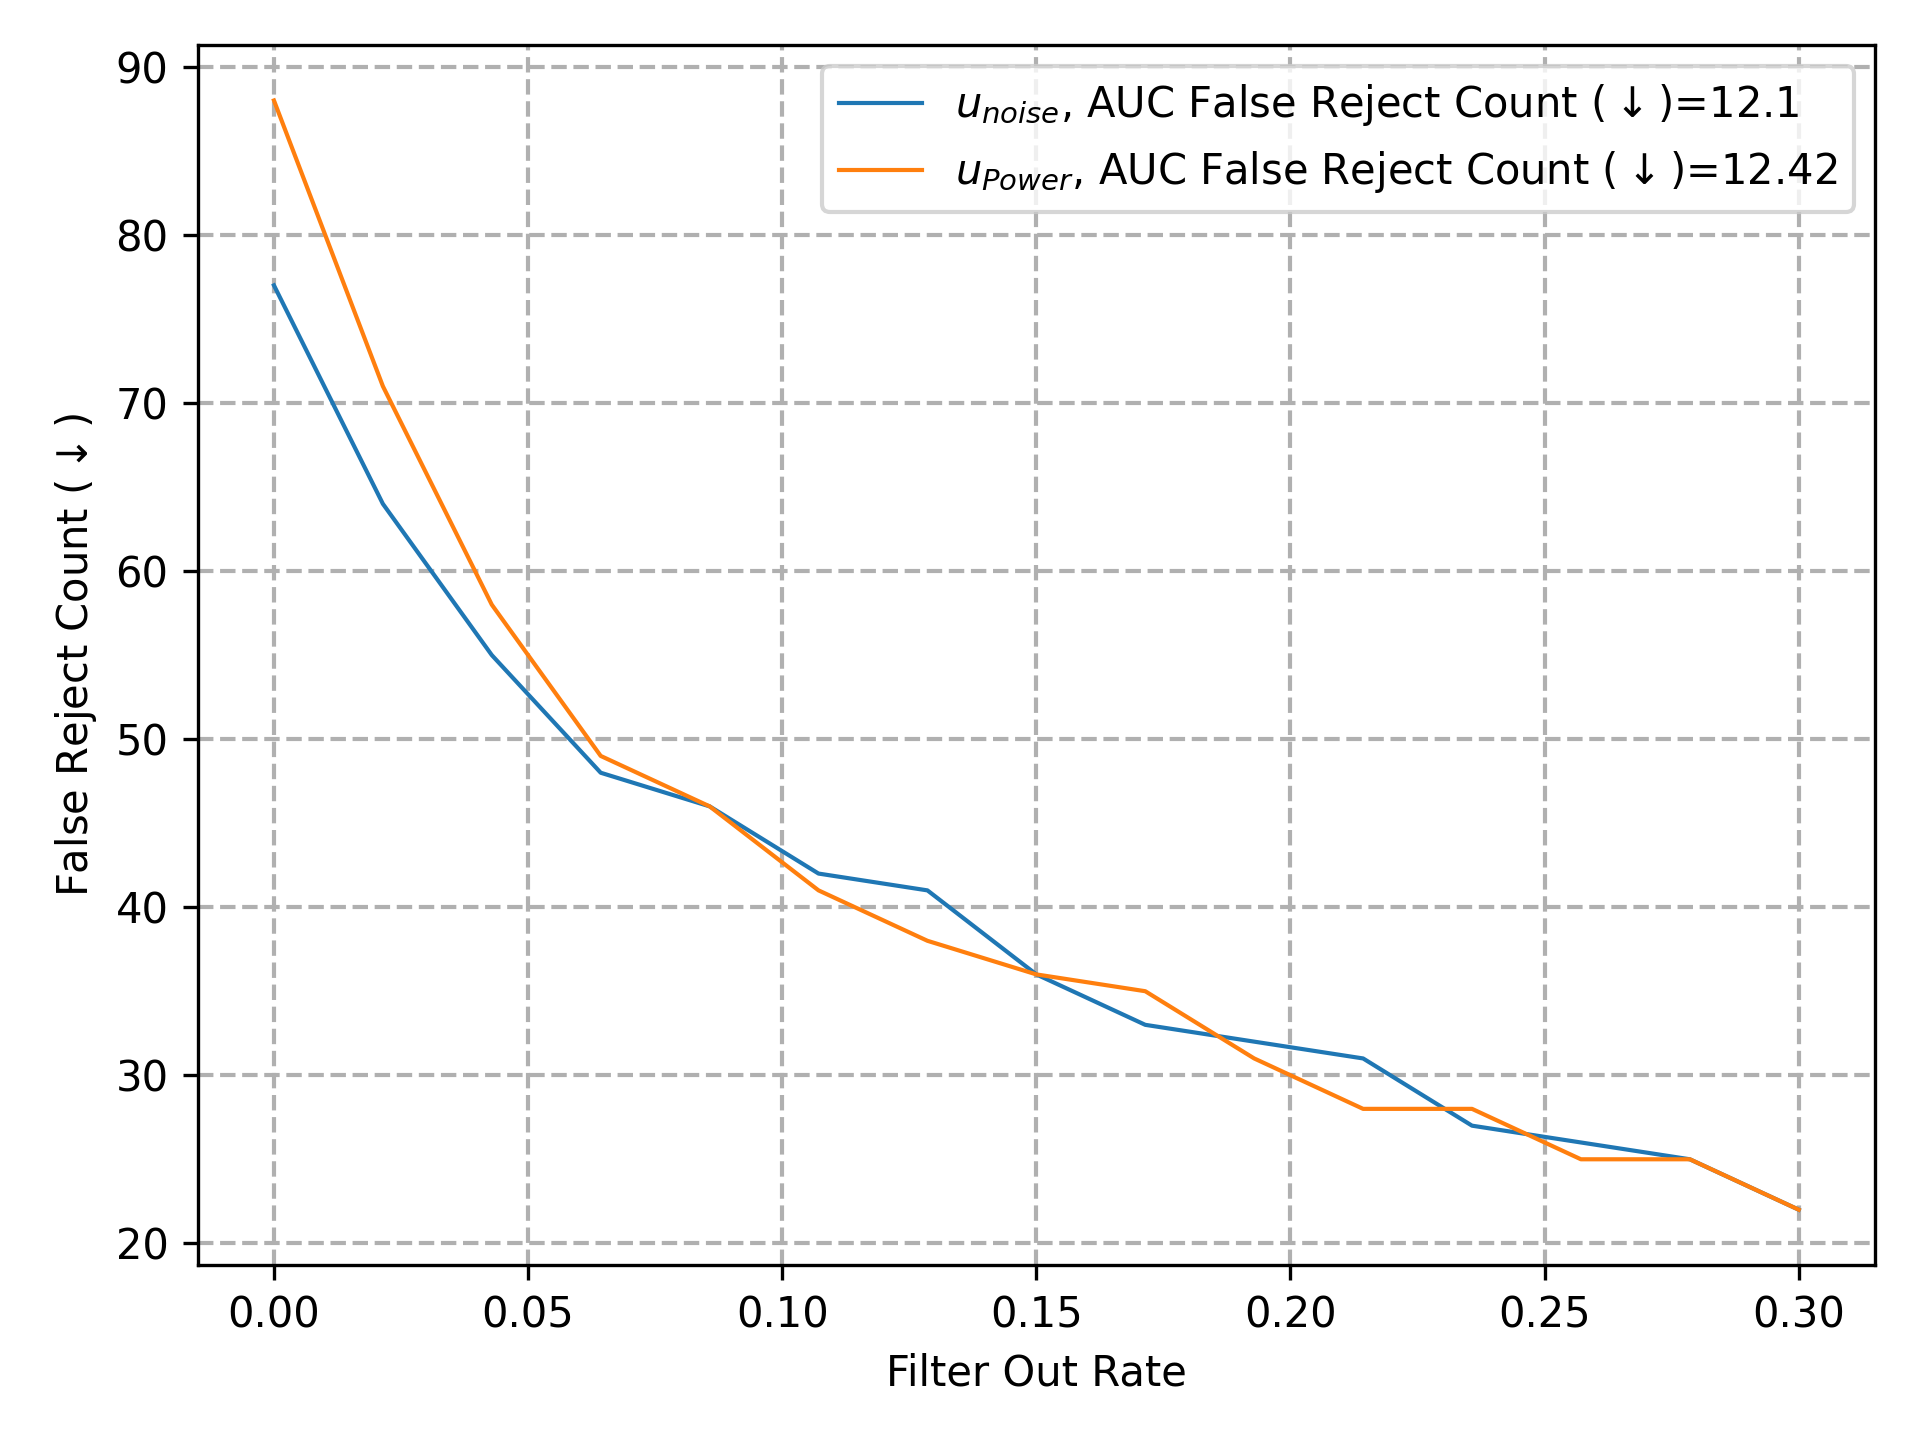 90
80
70
60
50
40
30
20
False Reject Count (↓)
u_noise, AUC False Reject Count (↓)=12.1
u_Power, AUC False Reject Count (↓)=12.42
0.00 0.05 0.10 0.15 0.20 0.25 0.30
Filter Out Rate